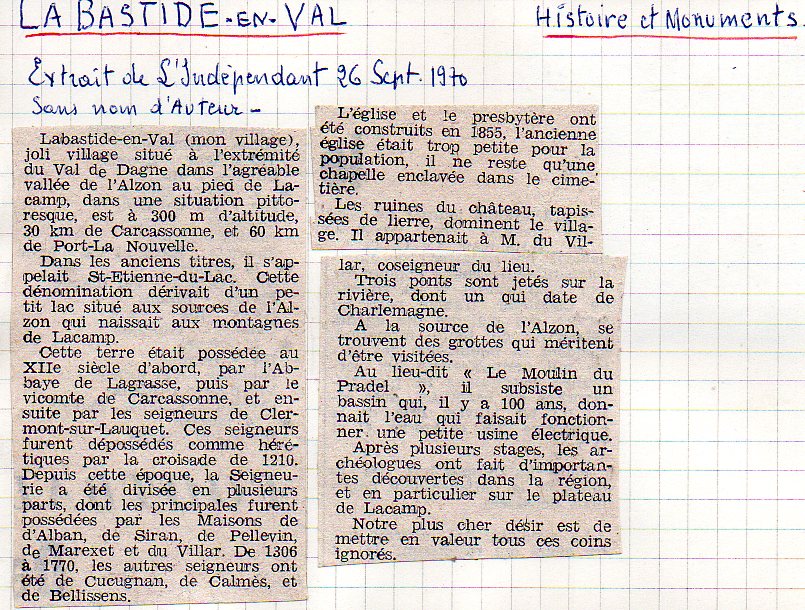 LA BASTIDE-EN-VAL
Histoire et Monuments.
Extrait de L'Indépendant 26 Sept. 1970
Sans nom d'Auteur -
Labastide-en-Val (mon village),
joli village situé à l'extrémité
du Val de Dagne dans l'agréable
vallée de l'Alzon au pied de La-
camp, dans une situation pitto-
resque, est à 300 m d'altitude,
30 km de Carcassonne, et 60 km
de Port-La Nouvelle.
Dans les anciens titres, il s'ap-
pelait St-Etienne-du-Lac. Cette
dénomination dérivait d'un pe-
tit lac situé aux sources de l'Al-
zon qui naissait aux montagnes
de Lacamp.
Cette terre était possédée au
XIIe siècle d'abord, par l'Ab-
baye de Lagrasse, puis par le
vicomte de Carcassonne, et en-
suite par les seigneurs de Cler-
mont-sur-Lauquet. Ces seigneurs
furent dépossédés comme héré-
tiques par la croisade de 1210.
Depuis cette époque, la Seigneu-
rie a été divisée en plusieurs
parts, dont les principales furent
possédées par les Maisons de
d'Alban, de Siran, de Pellevin,
de Marexet et du Villar. De 1306
à 1770, les autres seigneurs ont
été de Cucugnan, de Calmès, et
de Bellissens.
L'église et le presbytère ont
été construits en 1855, l'ancienne
église était trop petite pour la
population, il ne reste qu'une
chapelle enclavée dans le cime-
tière.
Les ruines du château, tapis-
sées de lierre, dominent le villa-
ge. Il appartenait à M. du Vil-
lar, coseigneur du lieu.
Trois ponts sont jetés sur la
rivière, dont un qui date de
Charlemagne.
A la source de l'Alzon, se
trouvent des grottes qui méritent
d'être visitées.
Au lieu-dit « Le Moulin du
Pradel », il subsiste un
bassin qui, il y a 100 ans, don-
nait l'eau qui faisait fonction-
ner une petite usine électrique.
Après plusieurs stages, les ar-
chéologues ont fait d'importan-
tes découvertes dans la région,
et en particulier sur le plateau
de Lacamp.
Notre plus cher désir est de
mettre en valeur tous ces coins
ignorés.